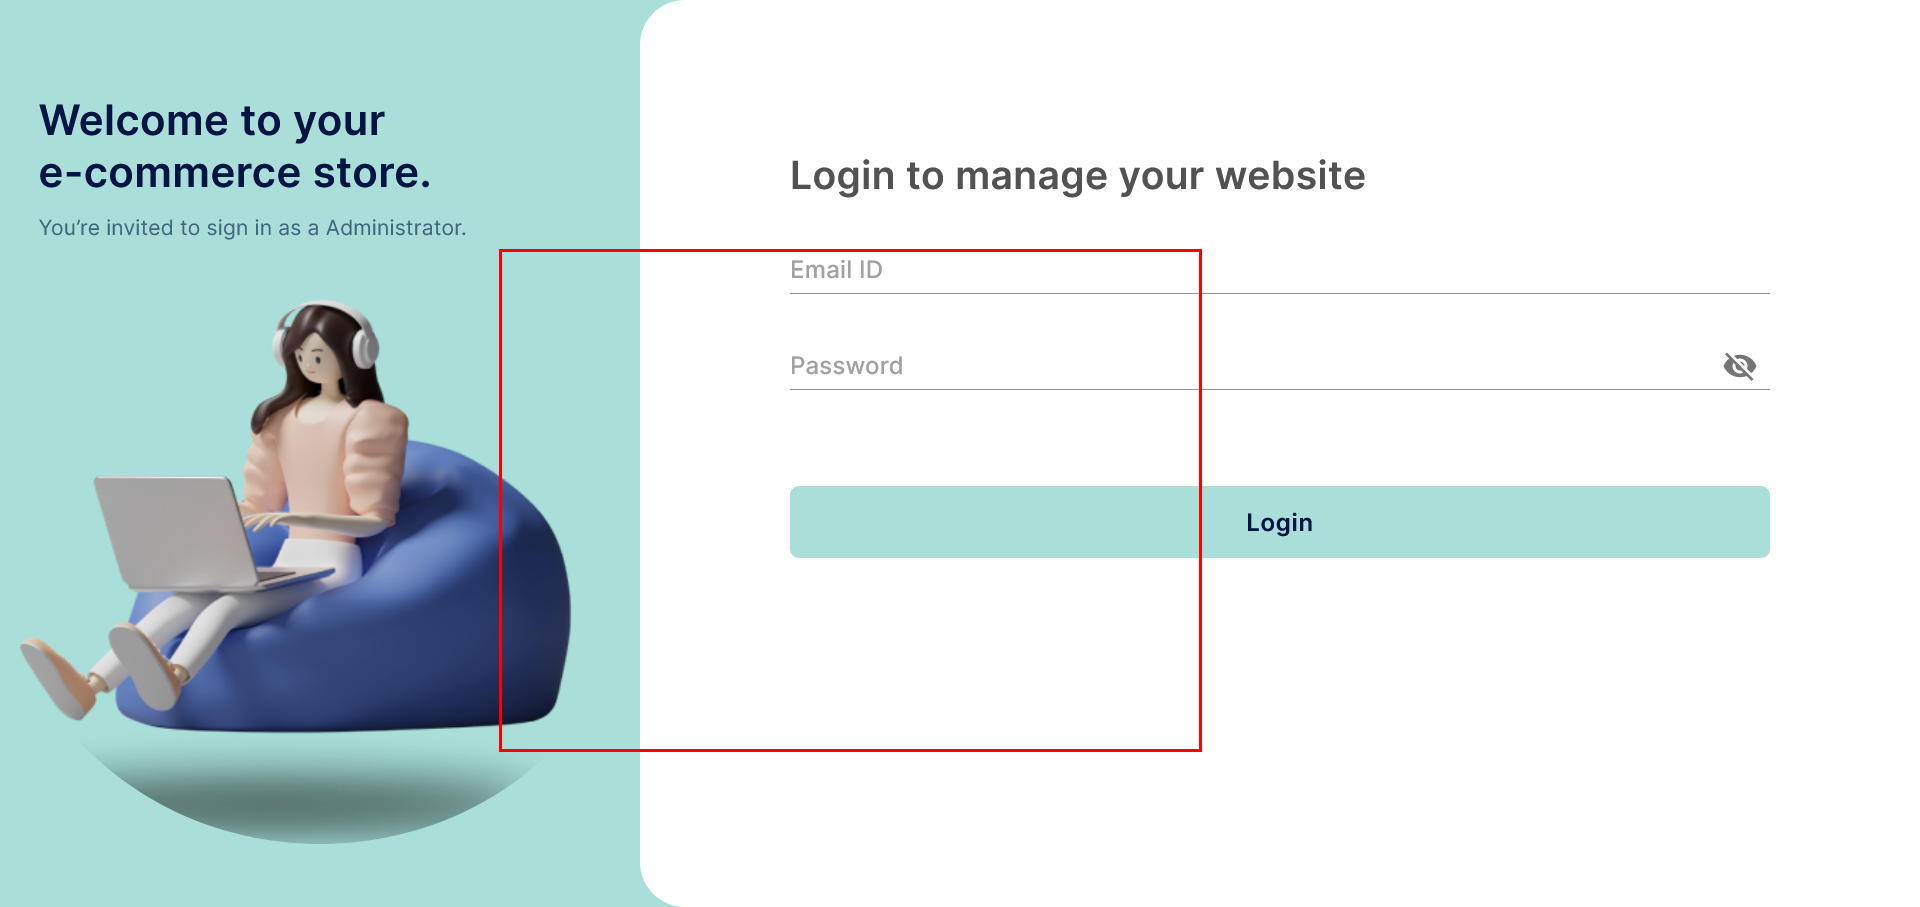 Welcome to your
e-commerce store.
You’re invited to sign in as a Administrator.
Login to manage your website
Email ID
Password
Login